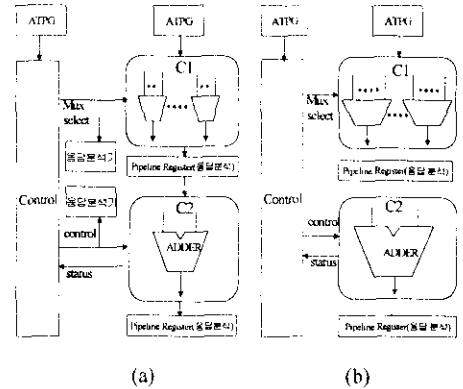 ATPG
ATPG
C1
Mux
select
응답분석기
Pipeline Register(응답분석)
응답분석기
Control
control
status
C2
ADDER
Pipeline Register(응답분석)
(a)
ATPG
ATPG
C1
Mux
select
Pipeline Register(응답 분석)
Control
control
status
C2
ADDER
Pipeline Register(응답 분석)
(b)